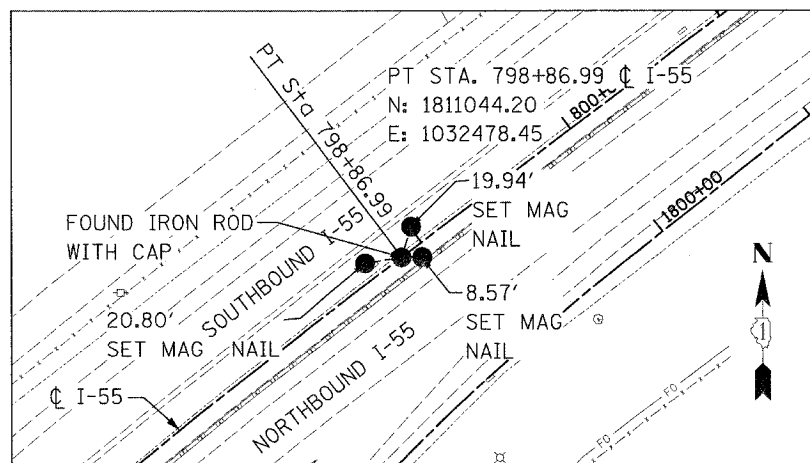 PT Sta 798+86.99
PT STA. 798+86.99 ℄ I-55
N: 1811044.20
E: 1032478.45
1800+00
19.94'
SET MAG
NAIL
FOUND IRON ROD
WITH CAP
SOUTHBOUND I-55
20.80'
SET MAG NAIL
8.57'
SET MAG
NAIL
℄ I-55
NORTHBOUND I-55
N
1
FO
FO